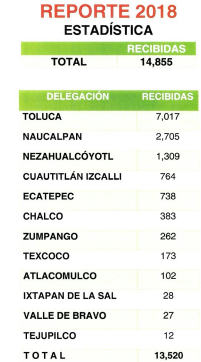 REPORTE 2018
ESTADÍSTICA
RECIBIDAS
TOTAL 14,855
DELEGACIÓN RECIBIDAS
TOLUCA 7,017
NAUCALPAN 2,705
NEZAHUALCÓYOTL 1,309
CUAUTITLÁN IZCALLI 764
ECATEPEC 738
CHALCO 383
ZUMPANGO 262
TEXCOCO 173
ATLACOMULCO 102
IXTAPAN DE LA SAL 28
VALLE DE BRAVO 27
TEJUPILCO 12
T O T A L 13,520